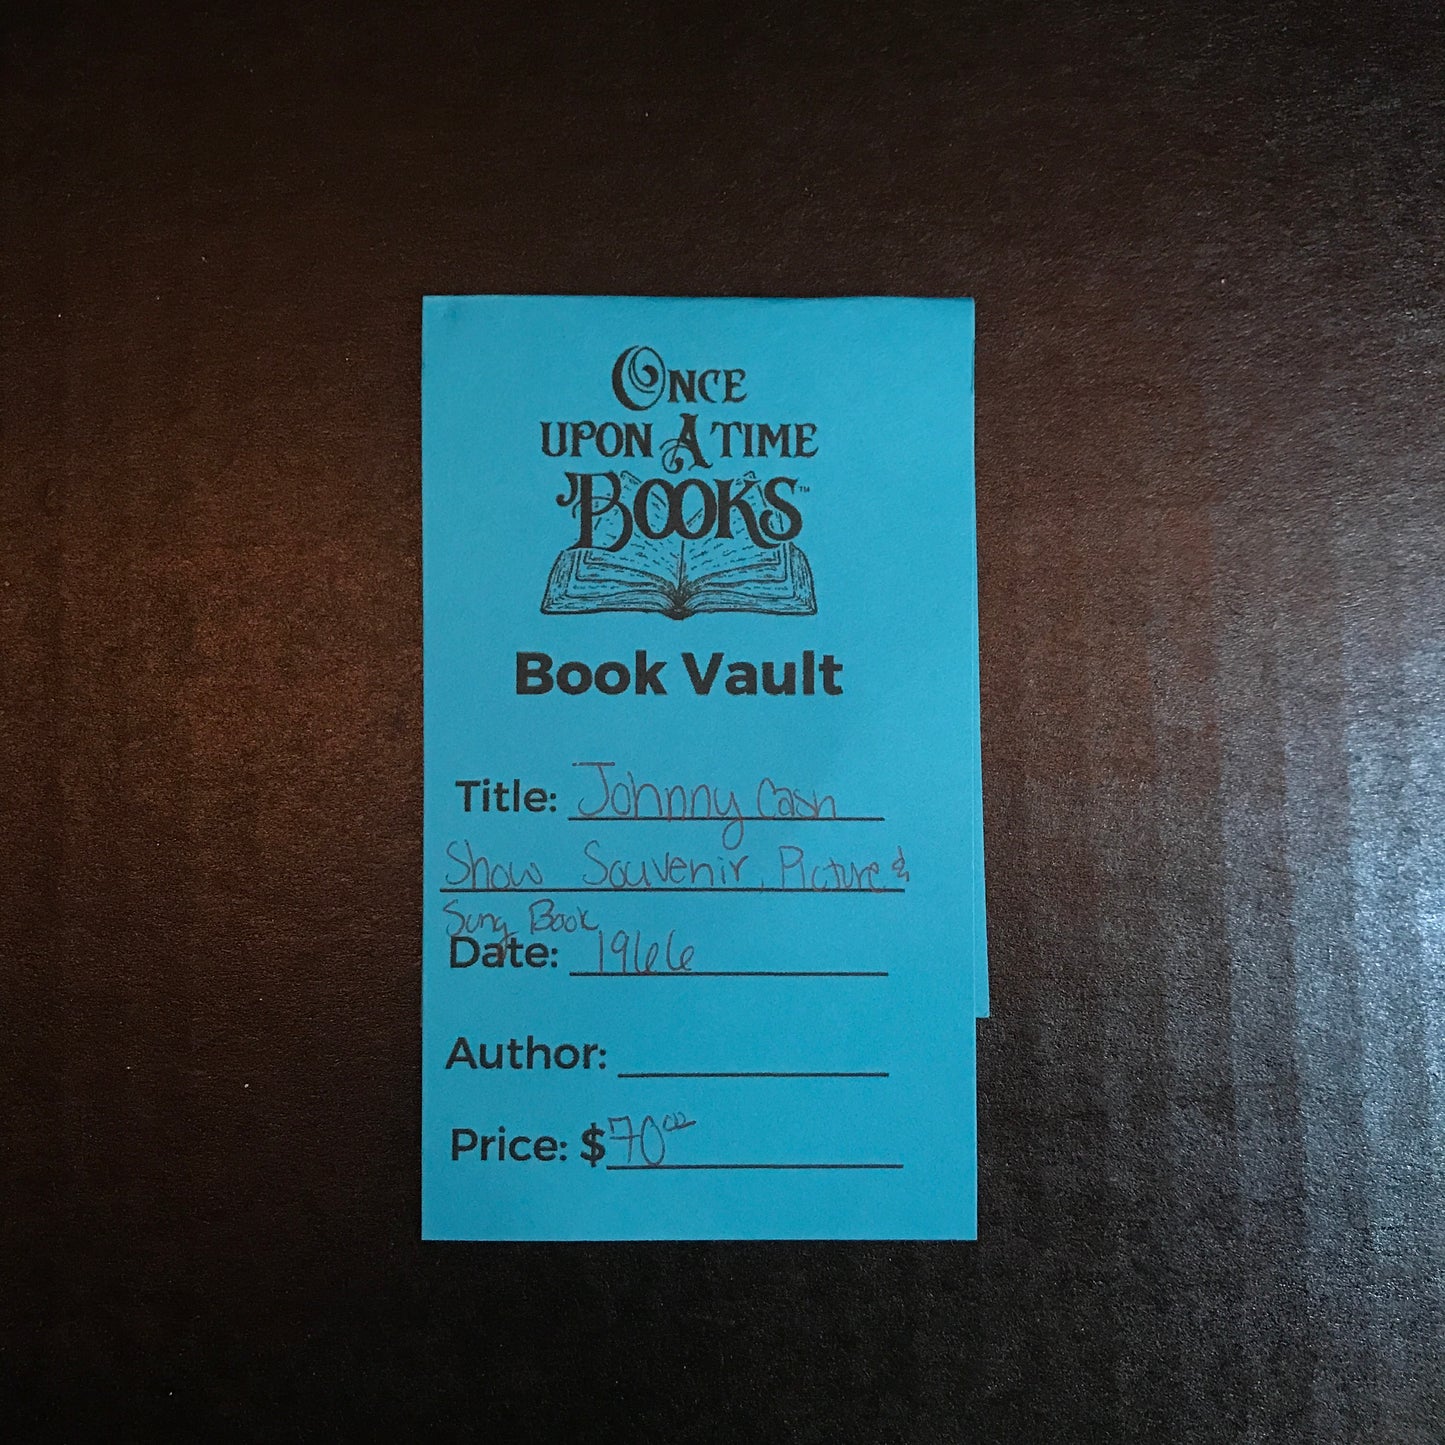 ONCE
UPON A TIME
BOOKS™
Book Vault
Title: Johnny Cash
Show Souvenir, Picture &
Song Book
Date: 1966
Author:
Price: $70.00